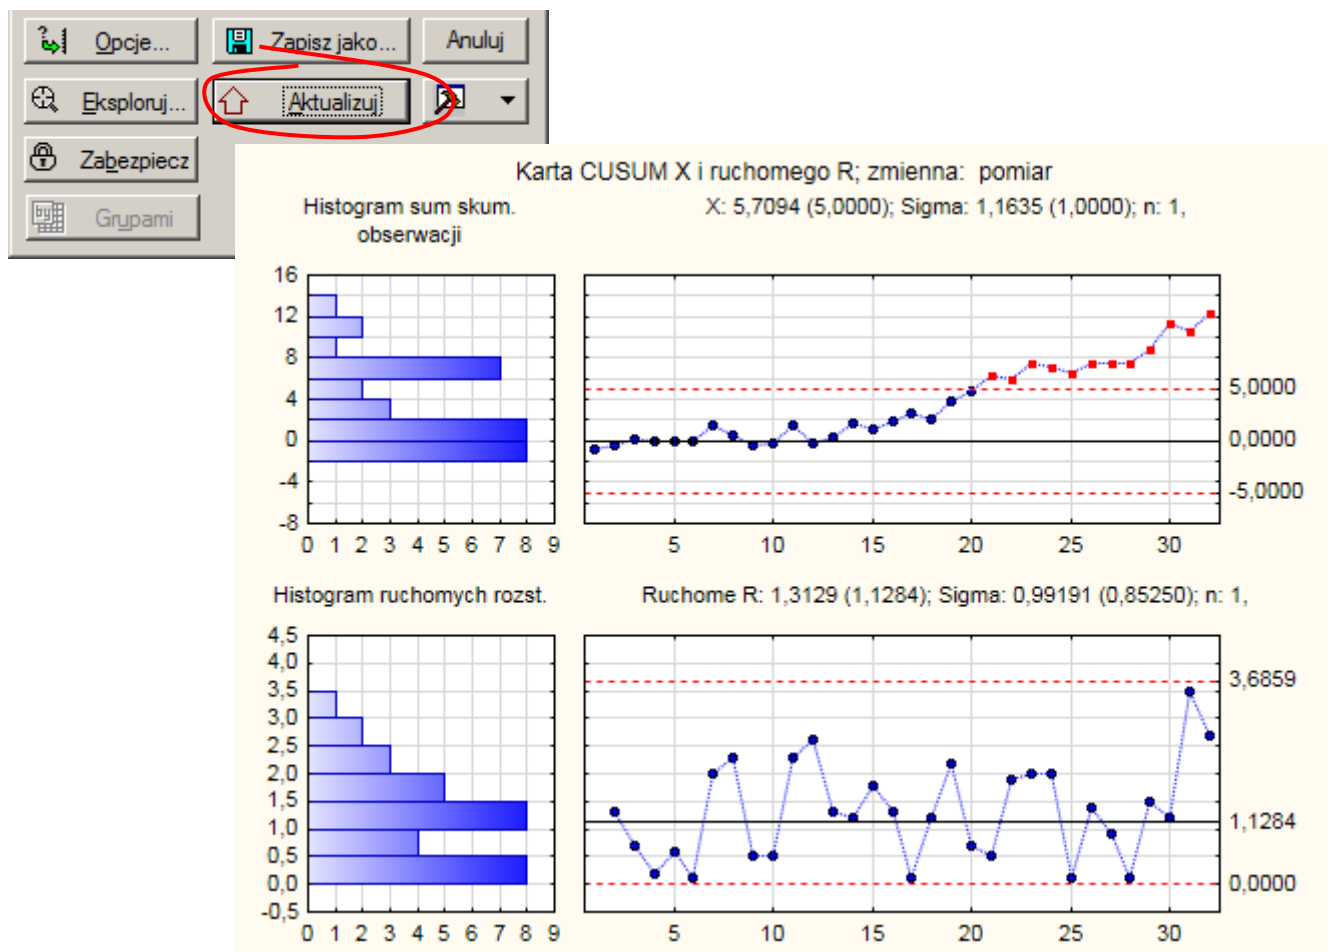 Opcje...
Zapisz jako...
Anuluj
Eksploruj...
Aktualizuj
Zabezpiecz
by
Grupami
Karta CUSUM X i ruchomego R; zmienna: pomiar
Histogram sum skum.
obserwacji
X: 5,7094 (5,0000); Sigma: 1,1635 (1,0000); n: 1,
16
12
8
4
0
-4
-8
0 1 2 3 4 5 6 7 8 9
5 10 15 20 25 30
5,0000
0,0000
-5,0000
Histogram ruchomych rozst.
Ruchome R: 1,3129 (1,1284); Sigma: 0,99191 (0,85250); n: 1,
4,5
4,0
3,5
3,0
2,5
2,0
1,5
1,0
0,5
0,0
-0,5
0 1 2 3 4 5 6 7 8 9
5 10 15 20 25 30
3,6859
1,1284
0,0000